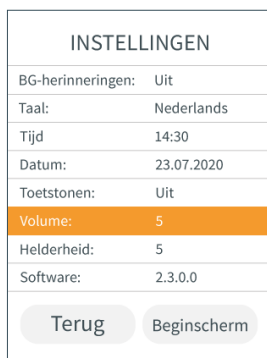 INSTELLINGEN
BG-herinneringen: Uit
Taal: Nederlands
Tijd 14:30
Datum: 23.07.2020
Toetstonen: Uit
Volume: 5
Helderheid: 5
Software: 2.3.0.0
Terug Beginscherm